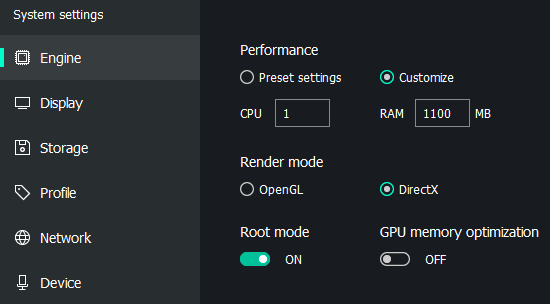 System settings
Engine
Display
Storage
Profile
Network
Device
Performance
Preset settings Customize
CPU 1 RAM 1100 MB
Render mode
OpenGL DirectX
Root mode GPU memory optimization
ON OFF